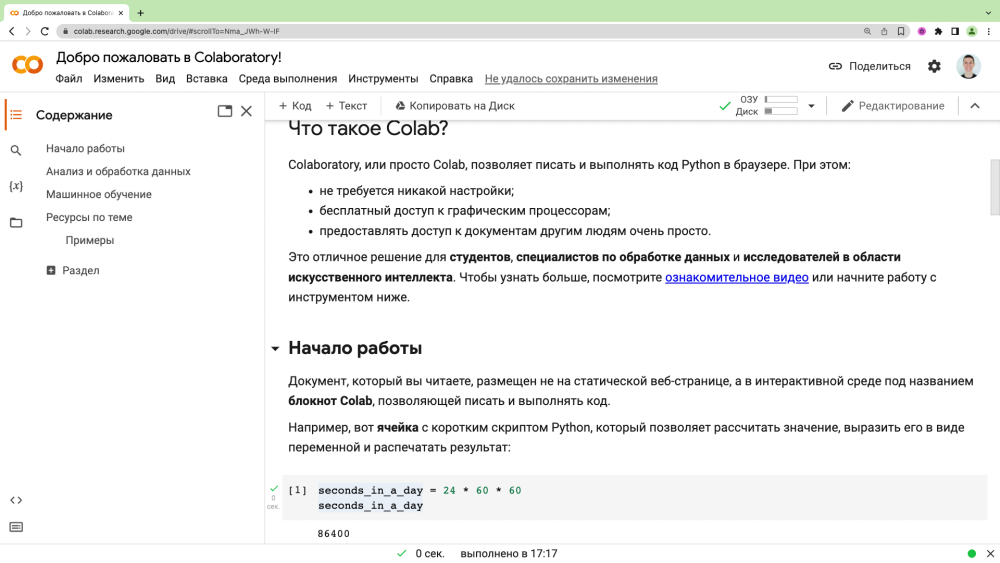 Добро пожаловать в Colabora
colab.research.google.com/drive/#scrollTo=Nma_JWh-W-IF
Добро пожаловать в Colaboratory!
Файл Изменить Вид Вставка Среда выполнения Инструменты Справка Не удалось сохранить изменения
Поделиться
Содержание
+ Код + Текст Копировать на Диск
ОЗУ
Диск
Редактирование
Начало работы
Анализ и обработка данных
Машинное обучение
Ресурсы по теме
Примеры
Раздел
{x}
<>
Что такое Colab?
Colaboratory, или просто Colab, позволяет писать и выполнять код Python в браузере. При этом:
• не требуется никакой настройки;
• бесплатный доступ к графическим процессорам;
• предоставлять доступ к документам другим людям очень просто.
Это отличное решение для студентов, специалистов по обработке данных и исследователей в области
искусственного интеллекта. Чтобы узнать больше, посмотрите ознакомительное видео или начните работу с
инструментом ниже.
Начало работы
Документ, который вы читаете, размещен не на статической веб-странице, а в интерактивной среде под названием
блокнот Colab, позволяющей писать и выполнять код.
Например, вот ячейка с коротким скриптом Python, который позволяет рассчитать значение, выразить его в виде
переменной и распечатать результат:
0
сек.
[1] seconds_in_a_day = 24 * 60 * 60
seconds_in_a_day
86400
0 сек. выполнено в 17:17